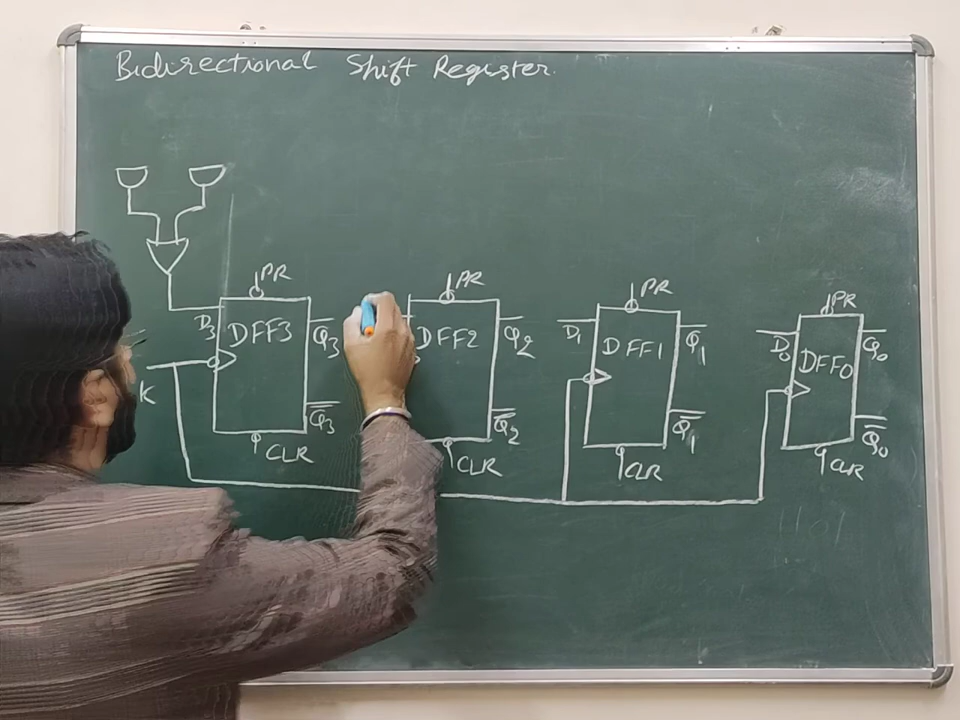 Bidirectional Shift Register.
PR PR PR PR
D3 DFF3 Q3 DFF2 Q2 D1 DFF1 Q1 D0 DFF0 Q0
K
Q̅3 Q̅2 Q̅1 Q̅0
CLR CLR CLR CLR